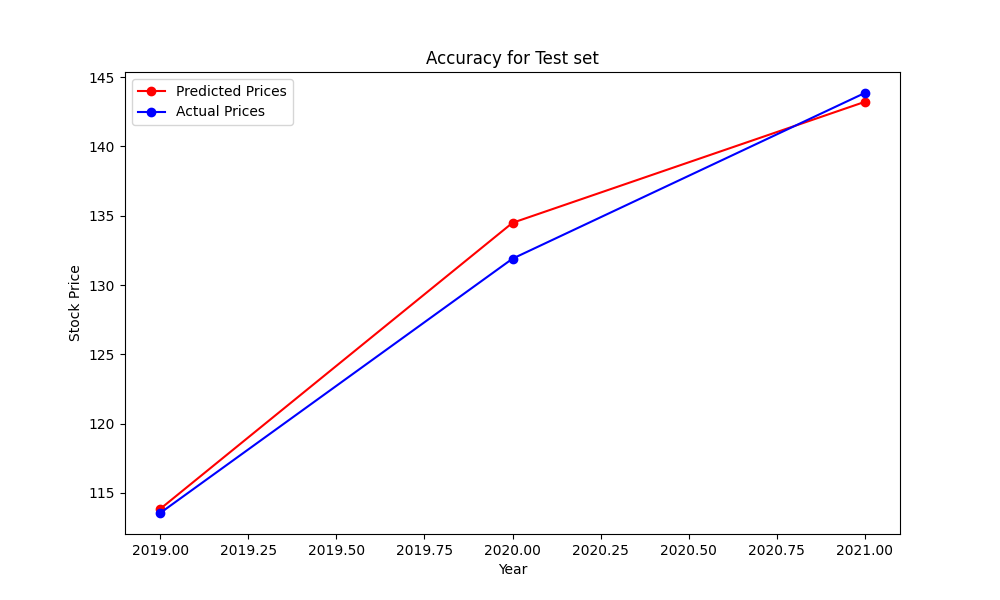 Accuracy for Test set
Predicted Prices
Actual Prices
Stock Price
145
140
135
130
125
120
115
2019.00 2019.25 2019.50 2019.75 2020.00 2020.25 2020.50 2020.75 2021.00
Year